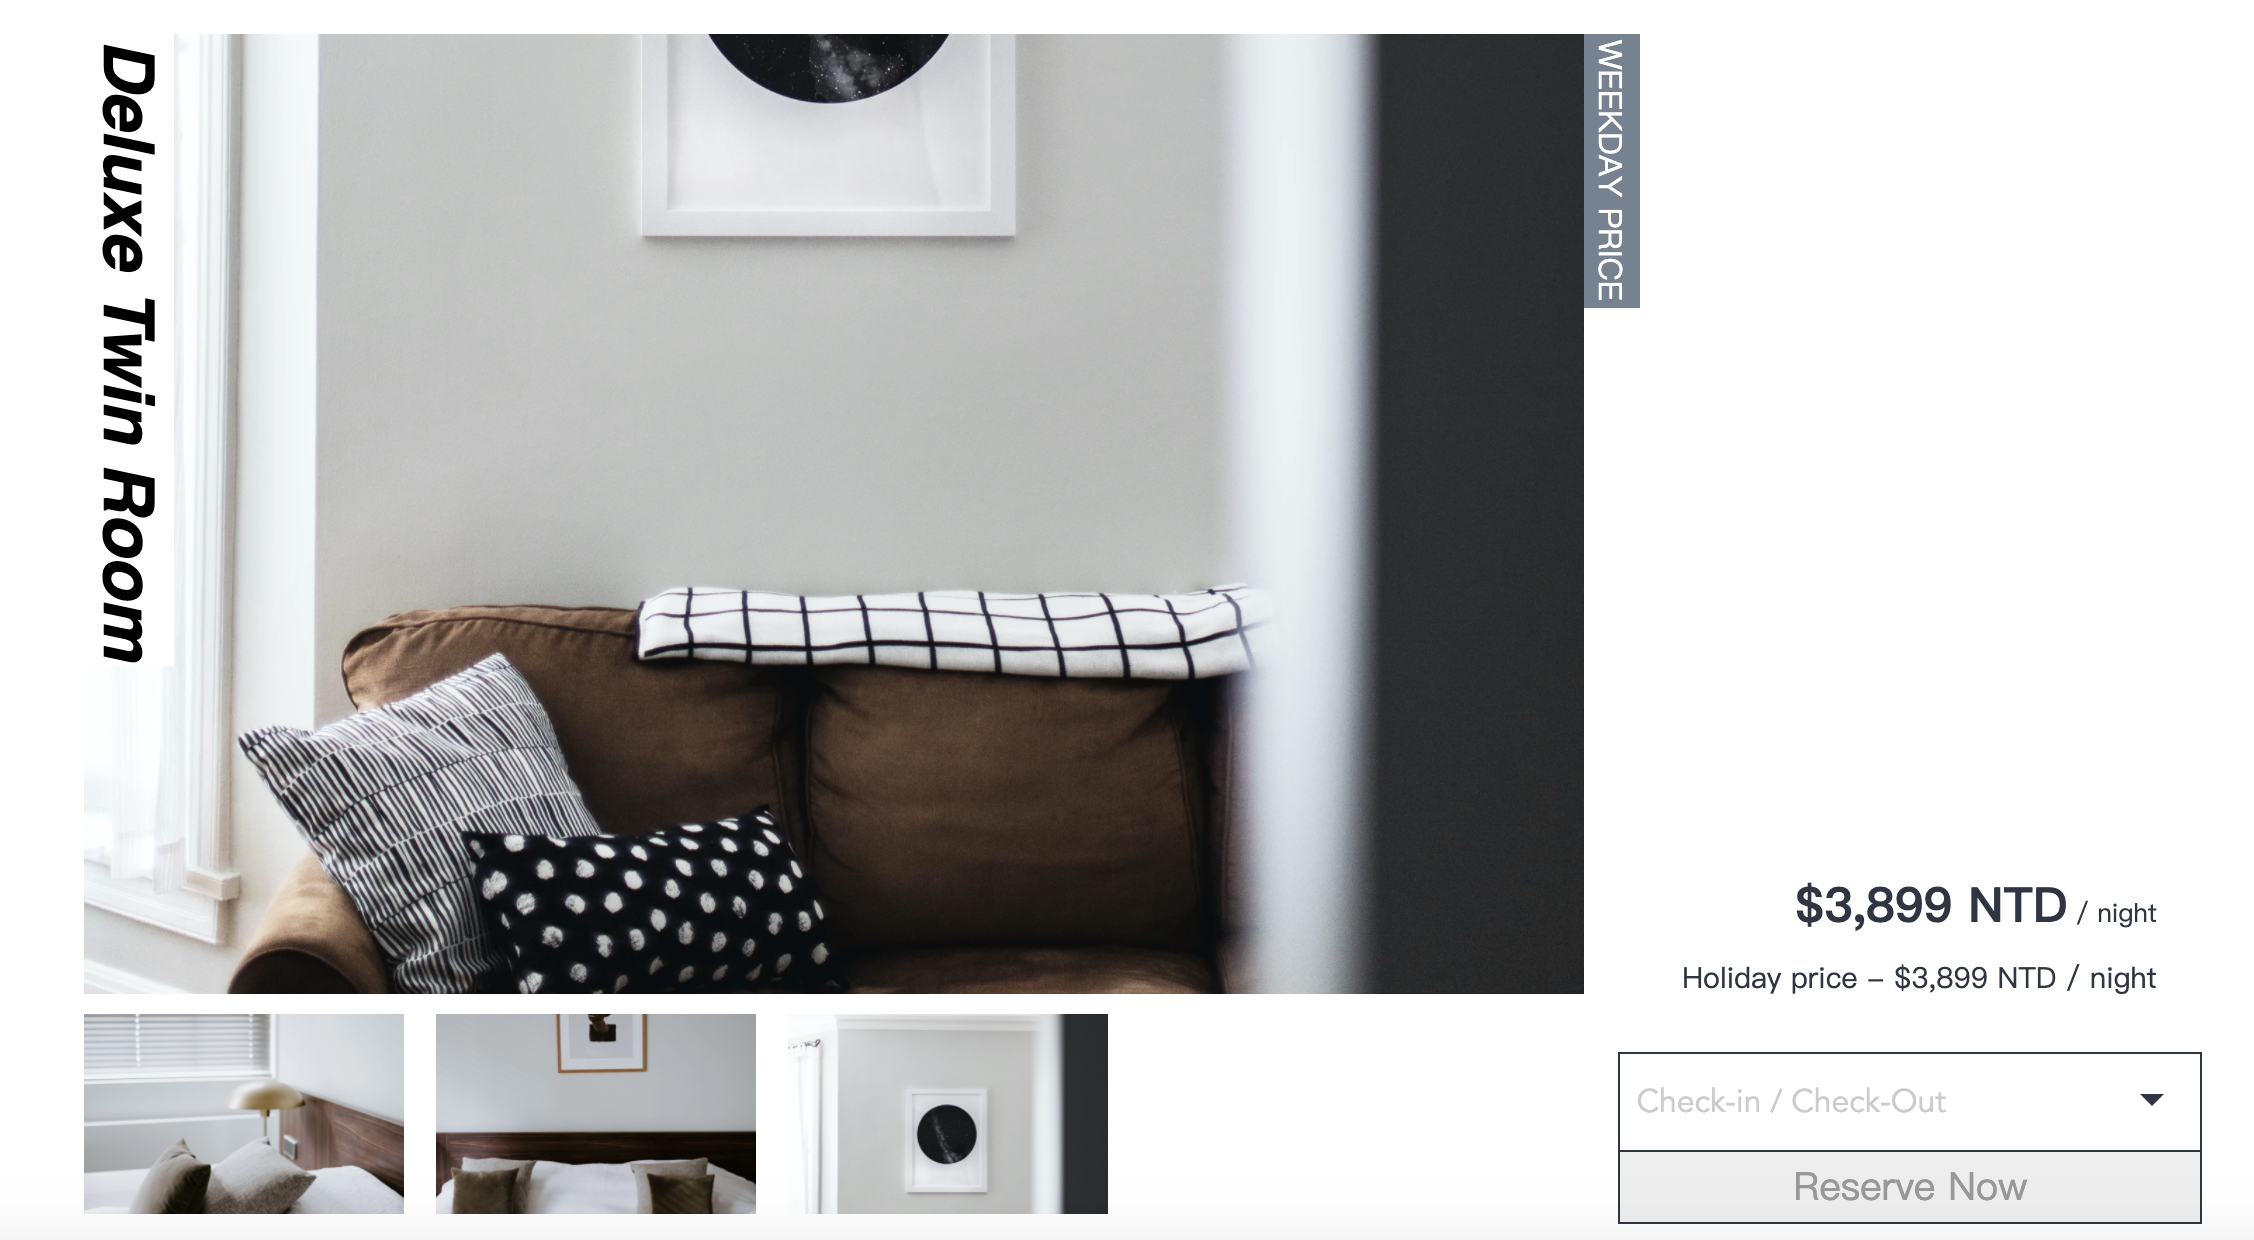 Deluxe Twin Room
WEEKDAY PRICE
$3,899 NTD / night
Holiday price – $3,899 NTD / night
Check-in / Check-Out
Reserve Now